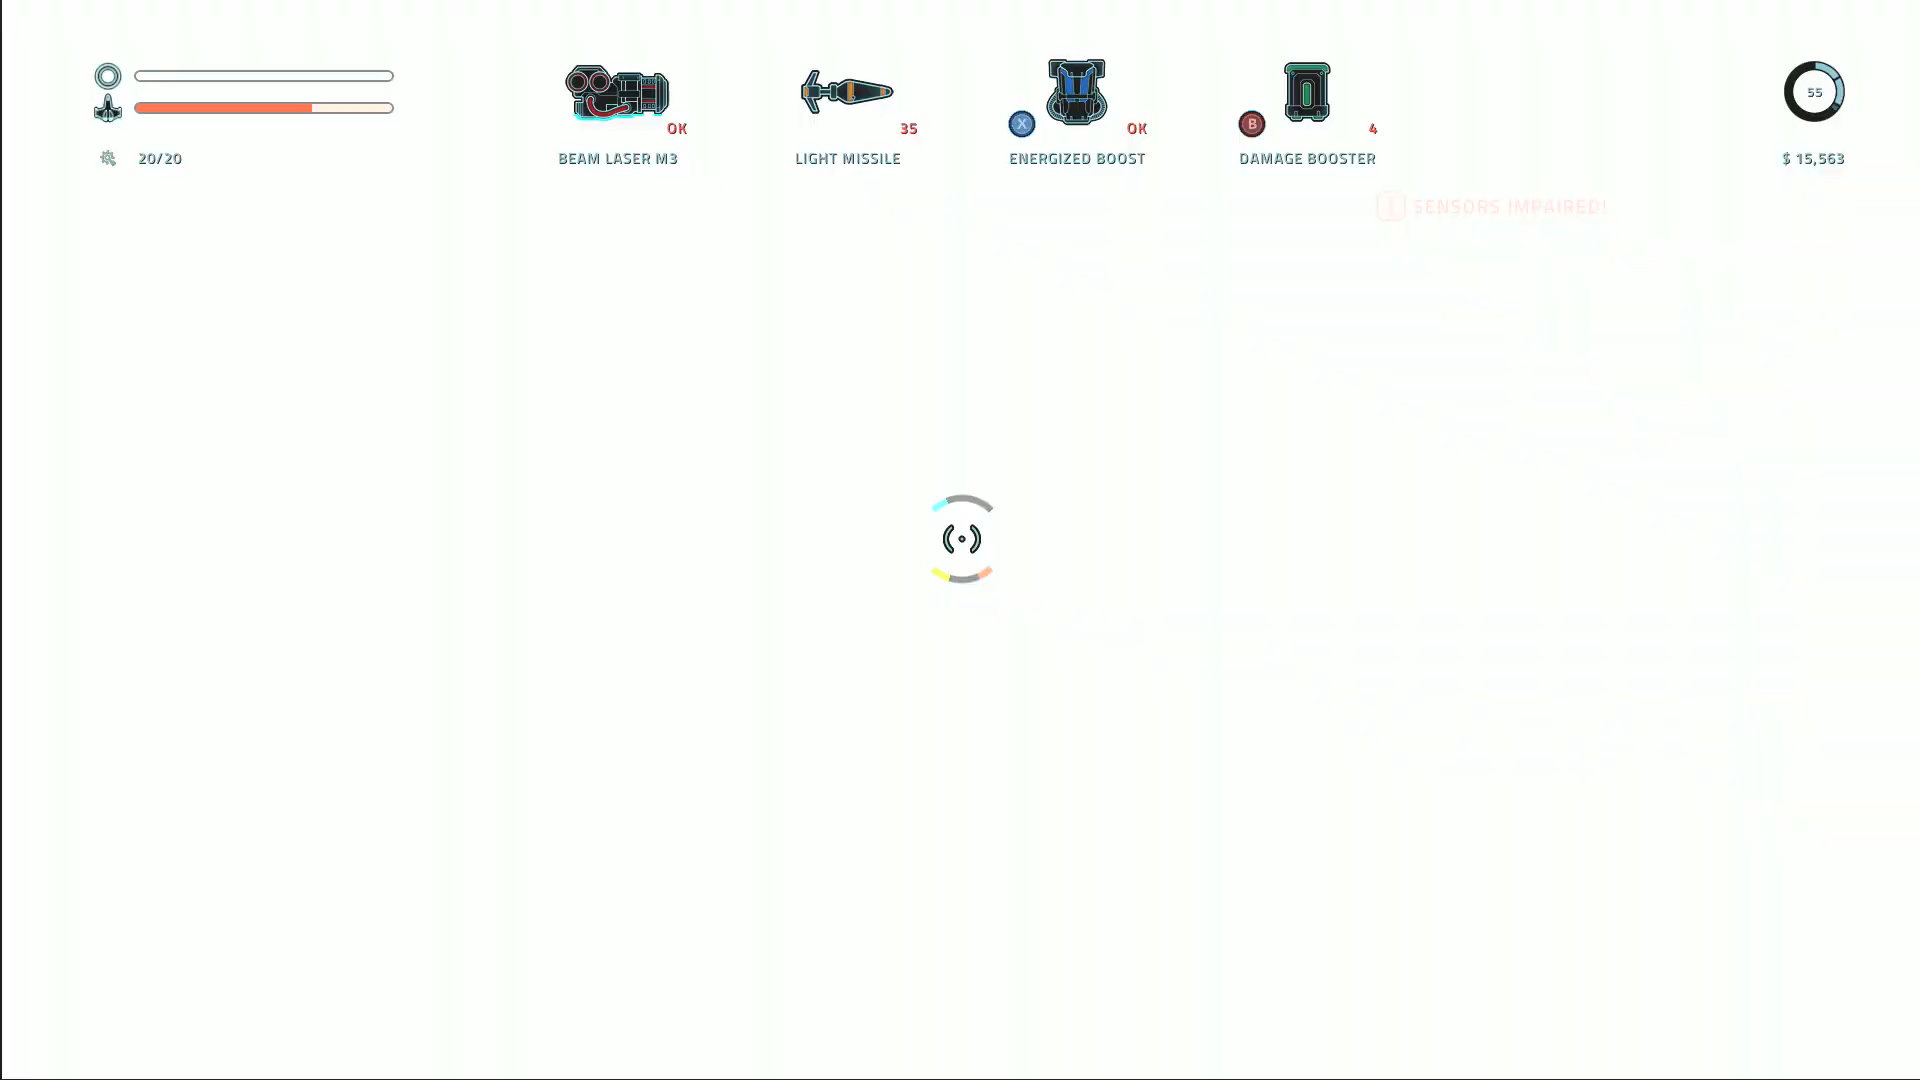 OK
35
X
OK
B
4
55
20/20
BEAM LASER M3
LIGHT MISSILE
ENERGIZED BOOST
DAMAGE BOOSTER
$ 15,563
! SENSORS IMPAIRED!